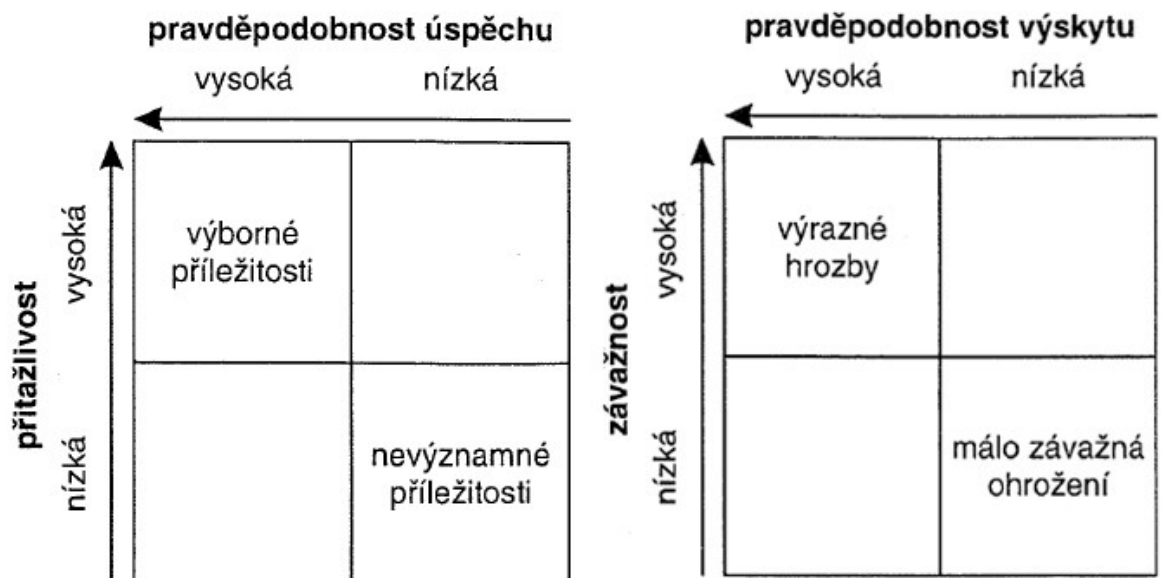 pravděpodobnost úspěchu
vysoká nízká
přitažlivost
vysoká
nízká
výborné
příležitosti
nevýznamné
příležitosti
pravděpodobnost výskytu
vysoká nízká
závažnost
vysoká
nízká
výrazné
hrozby
málo závažná
ohrožení